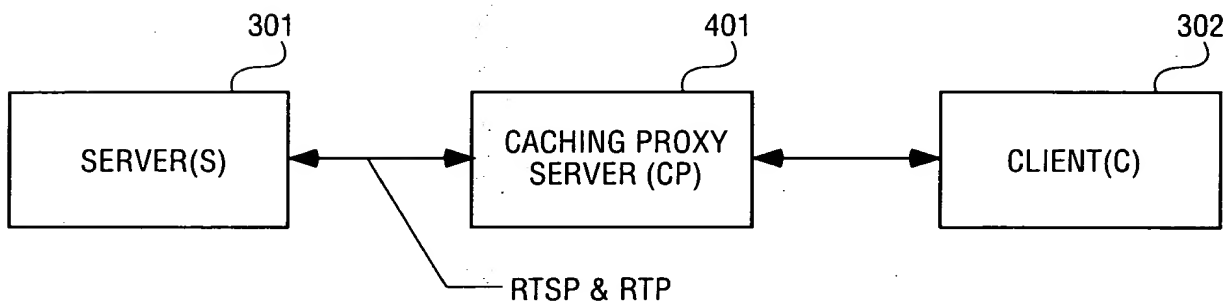 301
401
302
SERVER(S)
CACHING PROXY
SERVER (CP)
CLIENT(C)
RTSP & RTP